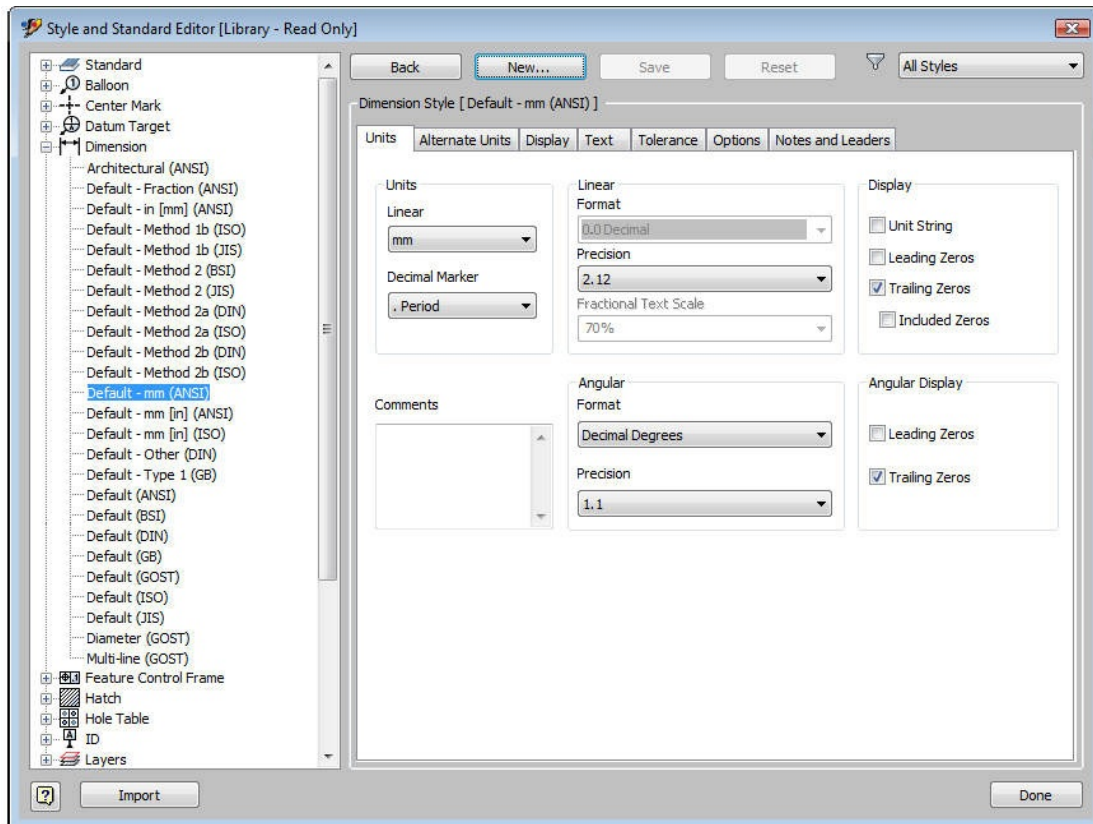 Style and Standard Editor [Library - Read Only]
Standard
Balloon
Center Mark
Datum Target
Dimension
Architectural (ANSI)
Default - Fraction (ANSI)
Default - in [mm] (ANSI)
Default - Method 1b (ISO)
Default - Method 1b (JIS)
Default - Method 2 (BSI)
Default - Method 2 (JIS)
Default - Method 2a (DIN)
Default - Method 2a (ISO)
Default - Method 2b (DIN)
Default - Method 2b (ISO)
Default - mm (ANSI)
Default - mm [in] (ANSI)
Default - mm [in] (ISO)
Default - Other (DIN)
Default - Type 1 (GB)
Default (ANSI)
Default (BSI)
Default (DIN)
Default (GB)
Default (GOST)
Default (ISO)
Default (JIS)
Diameter (GOST)
Multi-line (GOST)
Feature Control Frame
Hatch
Hole Table
ID
Layers
Back New... Save Reset All Styles
Dimension Style [ Default - mm (ANSI) ]
Units Alternate Units Display Text Tolerance Options Notes and Leaders
Units
Linear
mm
Decimal Marker
. Period
Linear
Format
0.0 Decimal
Precision
2.12
Fractional Text Scale
70%
Display
Unit String
Leading Zeros
Trailing Zeros
Included Zeros
Comments
Angular
Format
Decimal Degrees
Precision
1.1
Angular Display
Leading Zeros
Trailing Zeros
Import Done